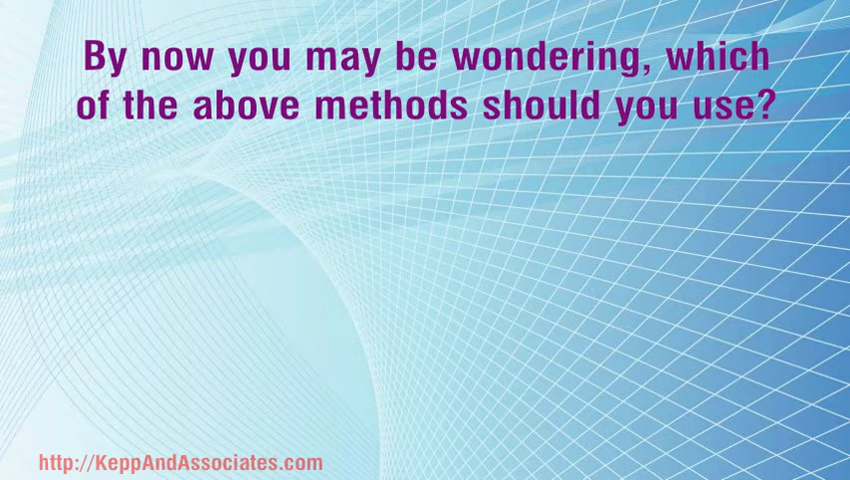 By now you may be wondering, which
of the above methods should you use?
http://KeppAndAssociates.com